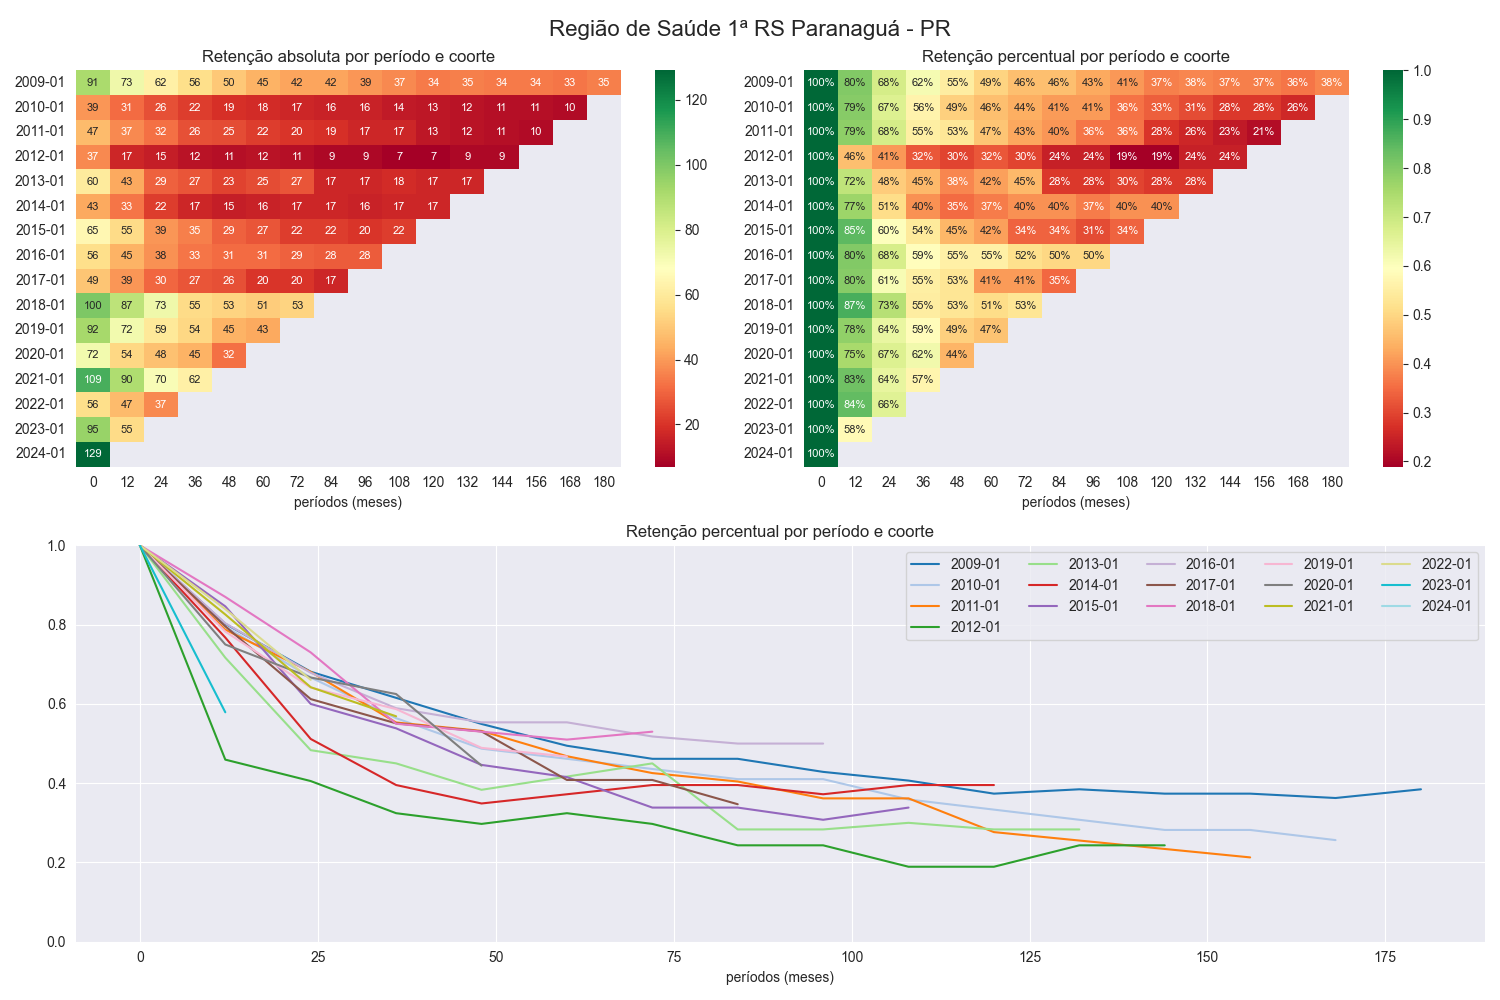 Região de Saúde 1ª RS Paranaguá - PR
Retenção absoluta por período e coorte
2009-01 91 73 62 56 50 45 42 42 39 37 34 35 34 34 33 35
2010-01 39 31 26 22 19 18 17 16 16 14 13 12 11 11 10
2011-01 47 37 32 26 25 22 20 19 17 17 13 12 11 10
2012-01 37 17 15 12 11 12 11 9 9 7 7 9 9
2013-01 60 43 29 27 23 25 27 17 17 18 17 17
2014-01 43 33 22 17 15 16 17 17 16 17 17
2015-01 65 55 39 35 29 27 22 22 20 22
2016-01 56 45 38 33 31 31 29 28 28
2017-01 49 39 30 27 26 20 20 17
2018-01 100 87 73 55 53 51 53
2019-01 92 72 59 54 45 43
2020-01 72 54 48 45 32
2021-01 109 90 70 62
2022-01 56 47 37
2023-01 95 55
2024-01 129
0 12 24 36 48 60 72 84 96 108 120 132 144 156 168 180
períodos (meses)
120
100
80
60
40
20
Retenção percentual por período e coorte
2009-01 100% 80% 68% 62% 55% 49% 46% 46% 43% 41% 37% 38% 37% 37% 36% 38%
2010-01 100% 79% 67% 56% 49% 46% 44% 41% 41% 36% 33% 31% 28% 28% 26%
2011-01 100% 79% 68% 55% 53% 47% 43% 40% 36% 36% 28% 26% 23% 21%
2012-01 100% 46% 41% 32% 30% 32% 30% 24% 24% 19% 19% 24% 24%
2013-01 100% 72% 48% 45% 38% 42% 45% 28% 28% 30% 28% 28%
2014-01 100% 77% 51% 40% 35% 37% 40% 40% 37% 40% 40%
2015-01 100% 85% 60% 54% 45% 42% 34% 34% 31% 34%
2016-01 100% 80% 68% 59% 55% 55% 52% 50% 50%
2017-01 100% 80% 61% 55% 53% 41% 41% 35%
2018-01 100% 87% 73% 55% 53% 51% 53%
2019-01 100% 78% 64% 59% 49% 47%
2020-01 100% 75% 67% 62% 44%
2021-01 100% 83% 64% 57%
2022-01 100% 84% 66%
2023-01 100% 58%
2024-01 100%
0 12 24 36 48 60 72 84 96 108 120 132 144 156 168 180
períodos (meses)
1.0
0.9
0.8
0.7
0.6
0.5
0.4
0.3
0.2
Retenção percentual por período e coorte
1.0
0.8
0.6
0.4
0.2
0.0
2009-01 2013-01 2016-01 2019-01 2022-01
2010-01 2014-01 2017-01 2020-01 2023-01
2011-01 2015-01 2018-01 2021-01 2024-01
2012-01
0 25 50 75 100 125 150 175
períodos (meses)